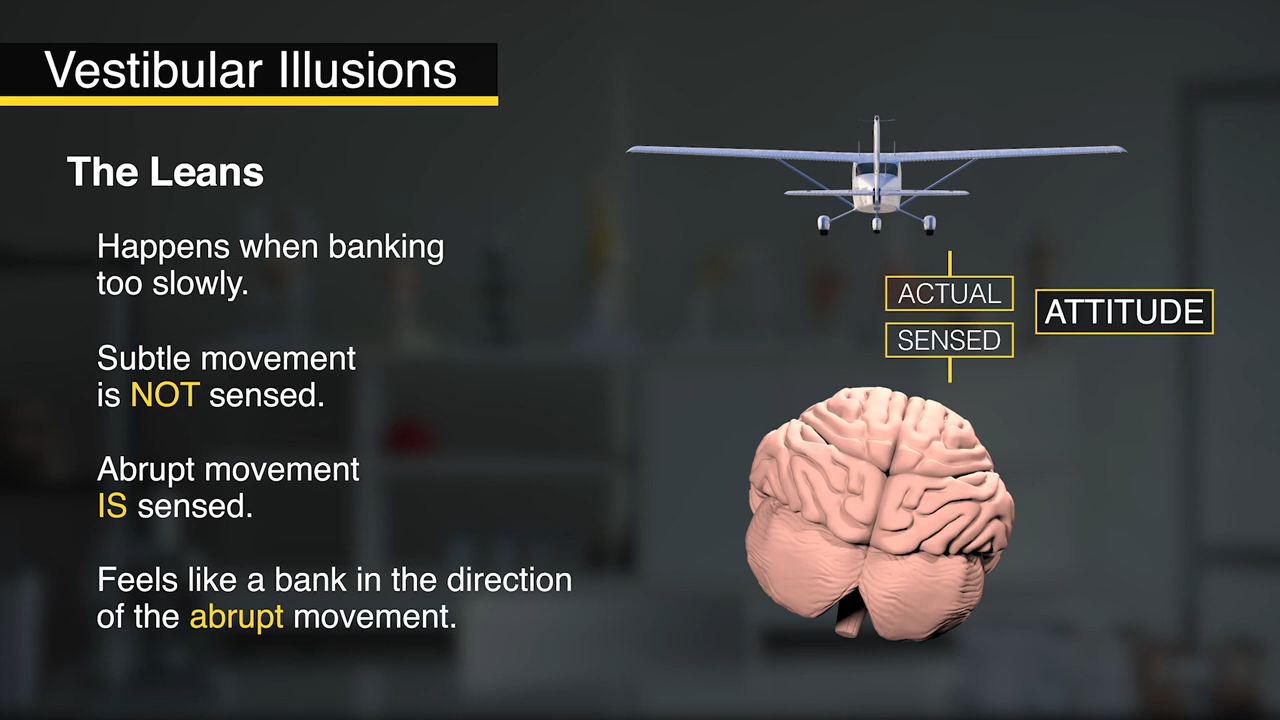 Vestibular Illusions
The Leans
Happens when banking
too slowly.
Subtle movement
is NOT sensed.
Abrupt movement
IS sensed.
Feels like a bank in the direction
of the abrupt movement.
ACTUAL
SENSED
ATTITUDE